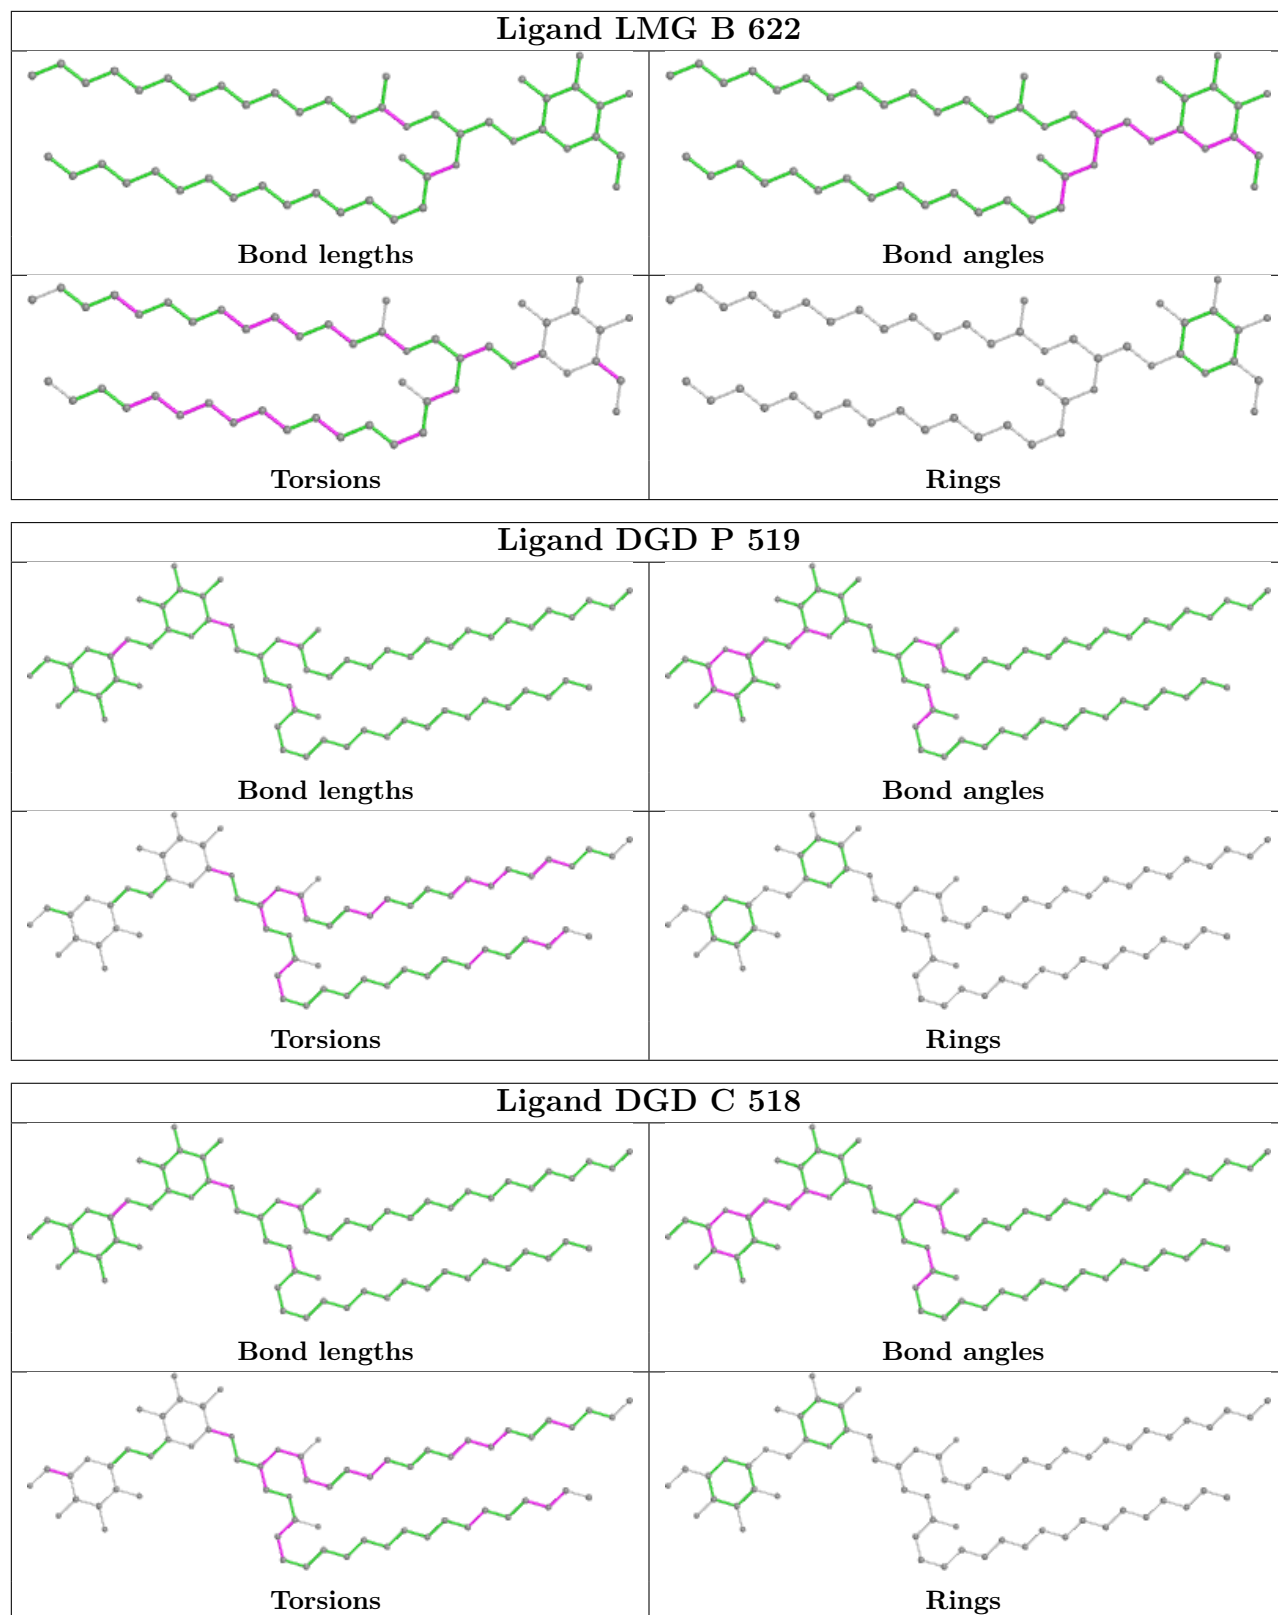 Ligand LMG B 622
Bond lengths
Bond angles
Torsions
Rings
Ligand DGD P 519
Bond lengths
Bond angles
Torsions
Rings
Ligand DGD C 518
Bond lengths
Bond angles
Torsions
Rings